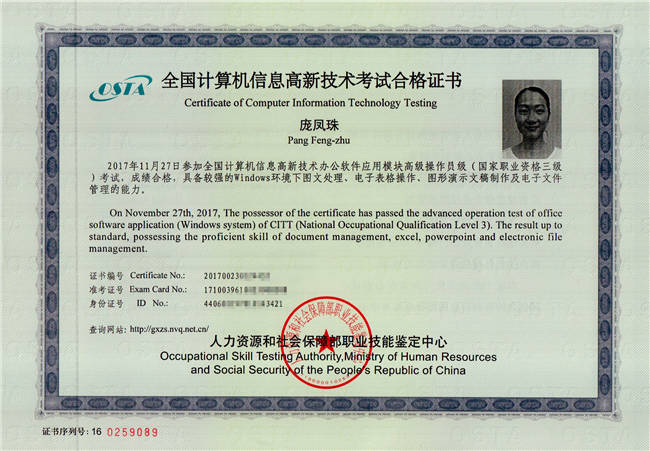 OSTA
全国计算机信息高新技术考试合格证书
Certificate of Computer Information Technology Testing
庞凤珠
Pang Feng-zhu
2017年11月27日参加全国计算机信息高新技术办公软件应用模块高级操作员级（国家职业资格三级
）考试，成绩合格，具备较强的Windows环境下图文处理、电子表格操作、图形演示文稿制作及电子文件
管理的能力。
On November 27th, 2017, The possessor of the certificate has passed the advanced operation test of office
software application (Windows system) of CITT (National Occupational Qualification Level 3). The result up to
standard, possessing the proficient skill of document management, excel, powerpoint and electronic file
management.
证书编号 Certificate No.: 201700230
准考证号 Exam Card No.: 171003961
身份证号 ID No.: 4406 3421
查询网站: http://gxzs.nvq.net.cn/
人力资源和社会保障部职业技能鉴定中心
Occupational Skill Testing Authority,Ministry of Human Resources
and Social Security of the People's Republic of China
证书序列号: 16 0259089